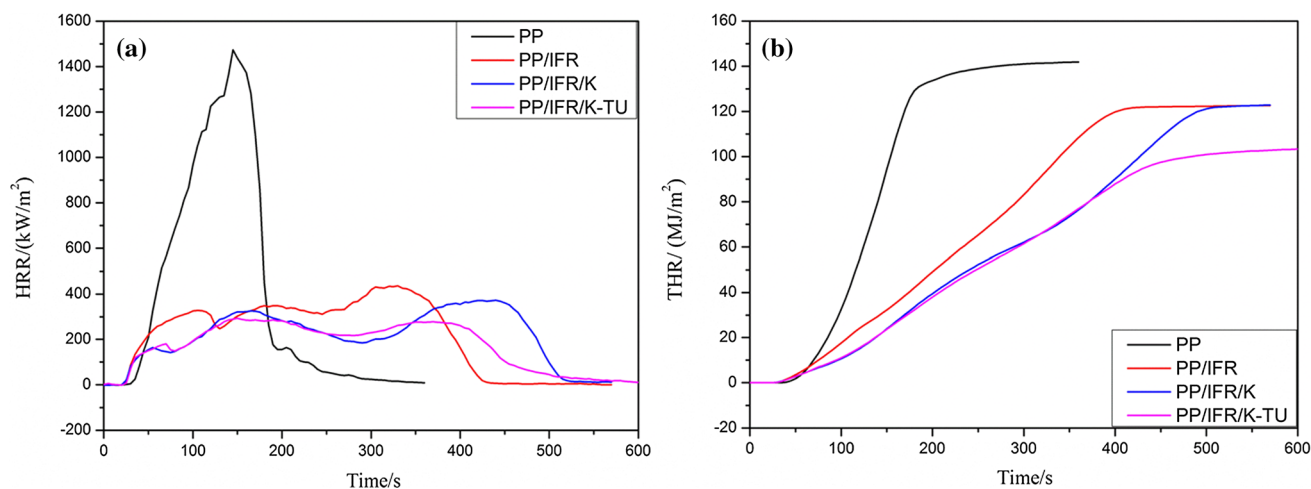 (a)
PP
PP/IFR
PP/IFR/K
PP/IFR/K-TU
1600
1400
1200
1000
800
600
400
200
0
-200
HRR/(kW/m²)
0 100 200 300 400 500 600
Time/s
(b)
160
140
120
100
80
60
40
20
0
-20
THR/ (MJ/m²)
PP
PP/IFR
PP/IFR/K
PP/IFR/K-TU
0 100 200 300 400 500 600
Time/s